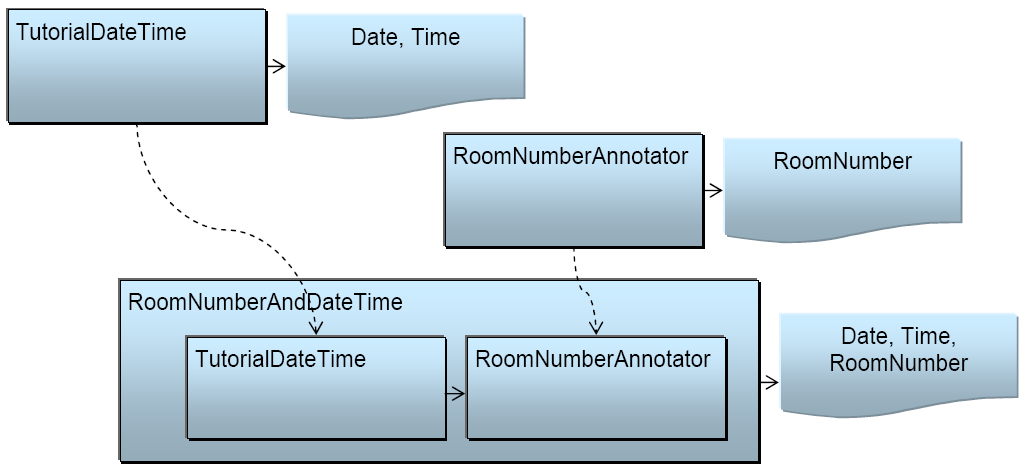 TutorialDateTime
Date, Time
RoomNumberAnnotator
RoomNumber
RoomNumberAndDateTime
TutorialDateTime
RoomNumberAnnotator
Date, Time,
RoomNumber